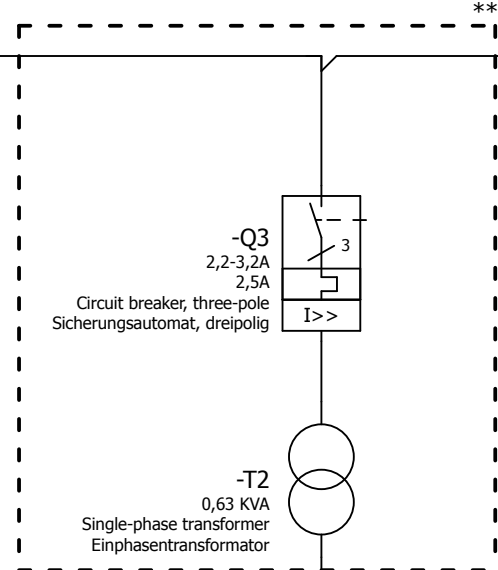 **
-Q3
2,2-3,2A
2,5A
Circuit breaker, three-pole
Sicherungsautomat, dreipolig
3
I>>
-T2
0,63 KVA
Single-phase transformer
Einphasentransformator